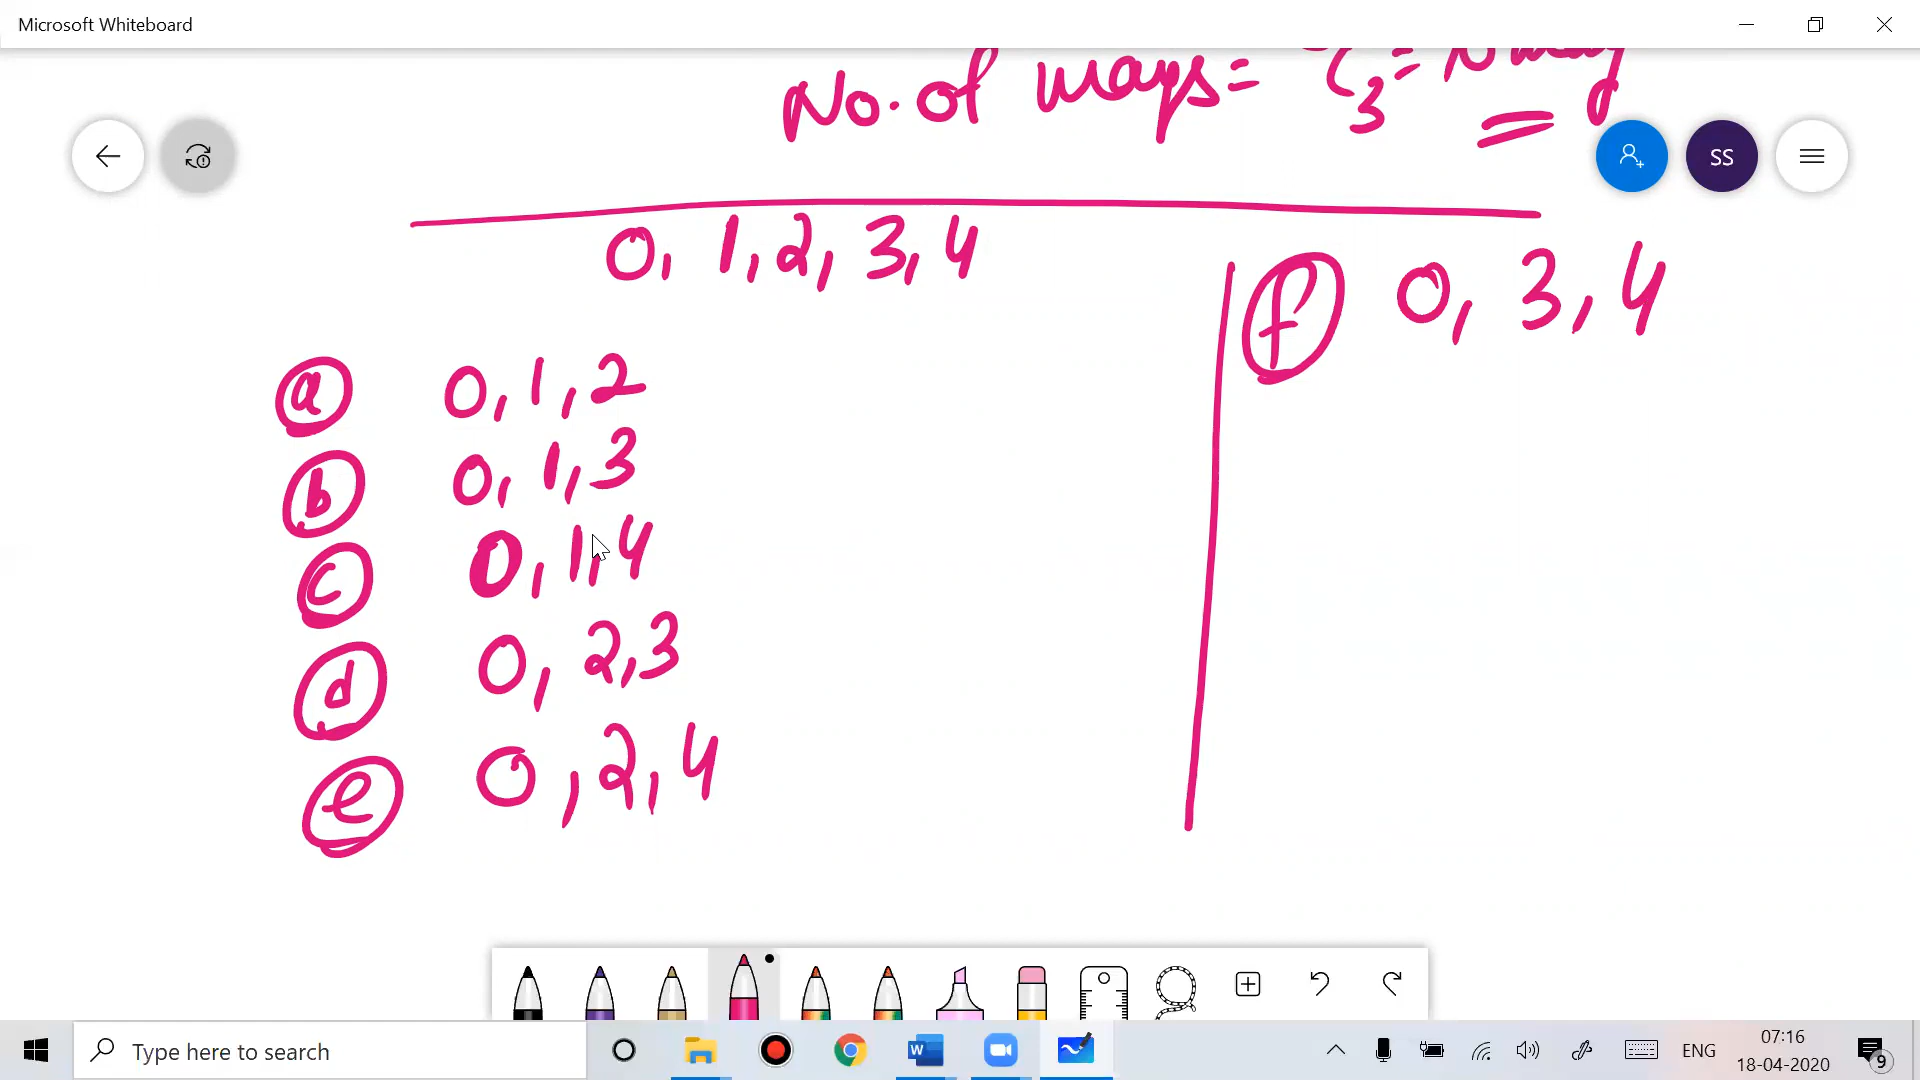 Microsoft Whiteboard
No. of ways = C3 =
SS
0, 1, 2, 3, 4
f 0, 3, 4
a 0, 1, 2
b 0, 1, 3
c 0, 1, 4
d 0, 2, 3
e 0, 2, 4
Type here to search
W
ENG
07:16
18-04-2020
9